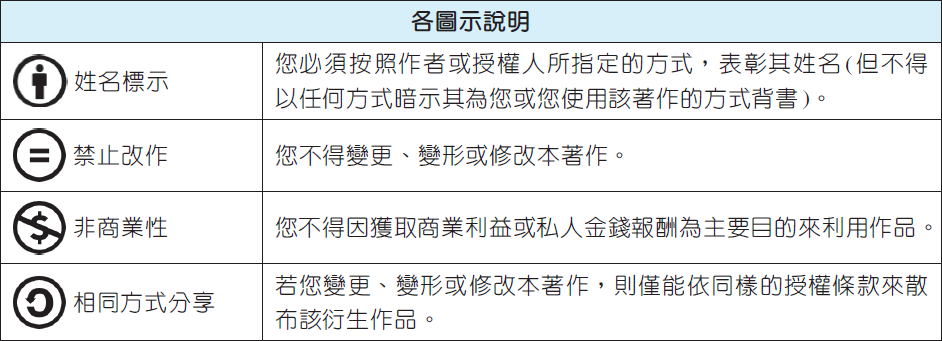 各圖示說明
姓名標示
您必須按照作者或授權人所指定的方式，表彰其姓名(但不得
以任何方式暗示其為您或您使用該著作的方式背書)。
禁止改作
您不得變更、變形或修改本著作。
非商業性
您不得因獲取商業利益或私人金錢報酬為主要目的來利用作品。
相同方式分享
若您變更、變形或修改本著作，則僅能依同樣的授權條款來散
布該衍生作品。